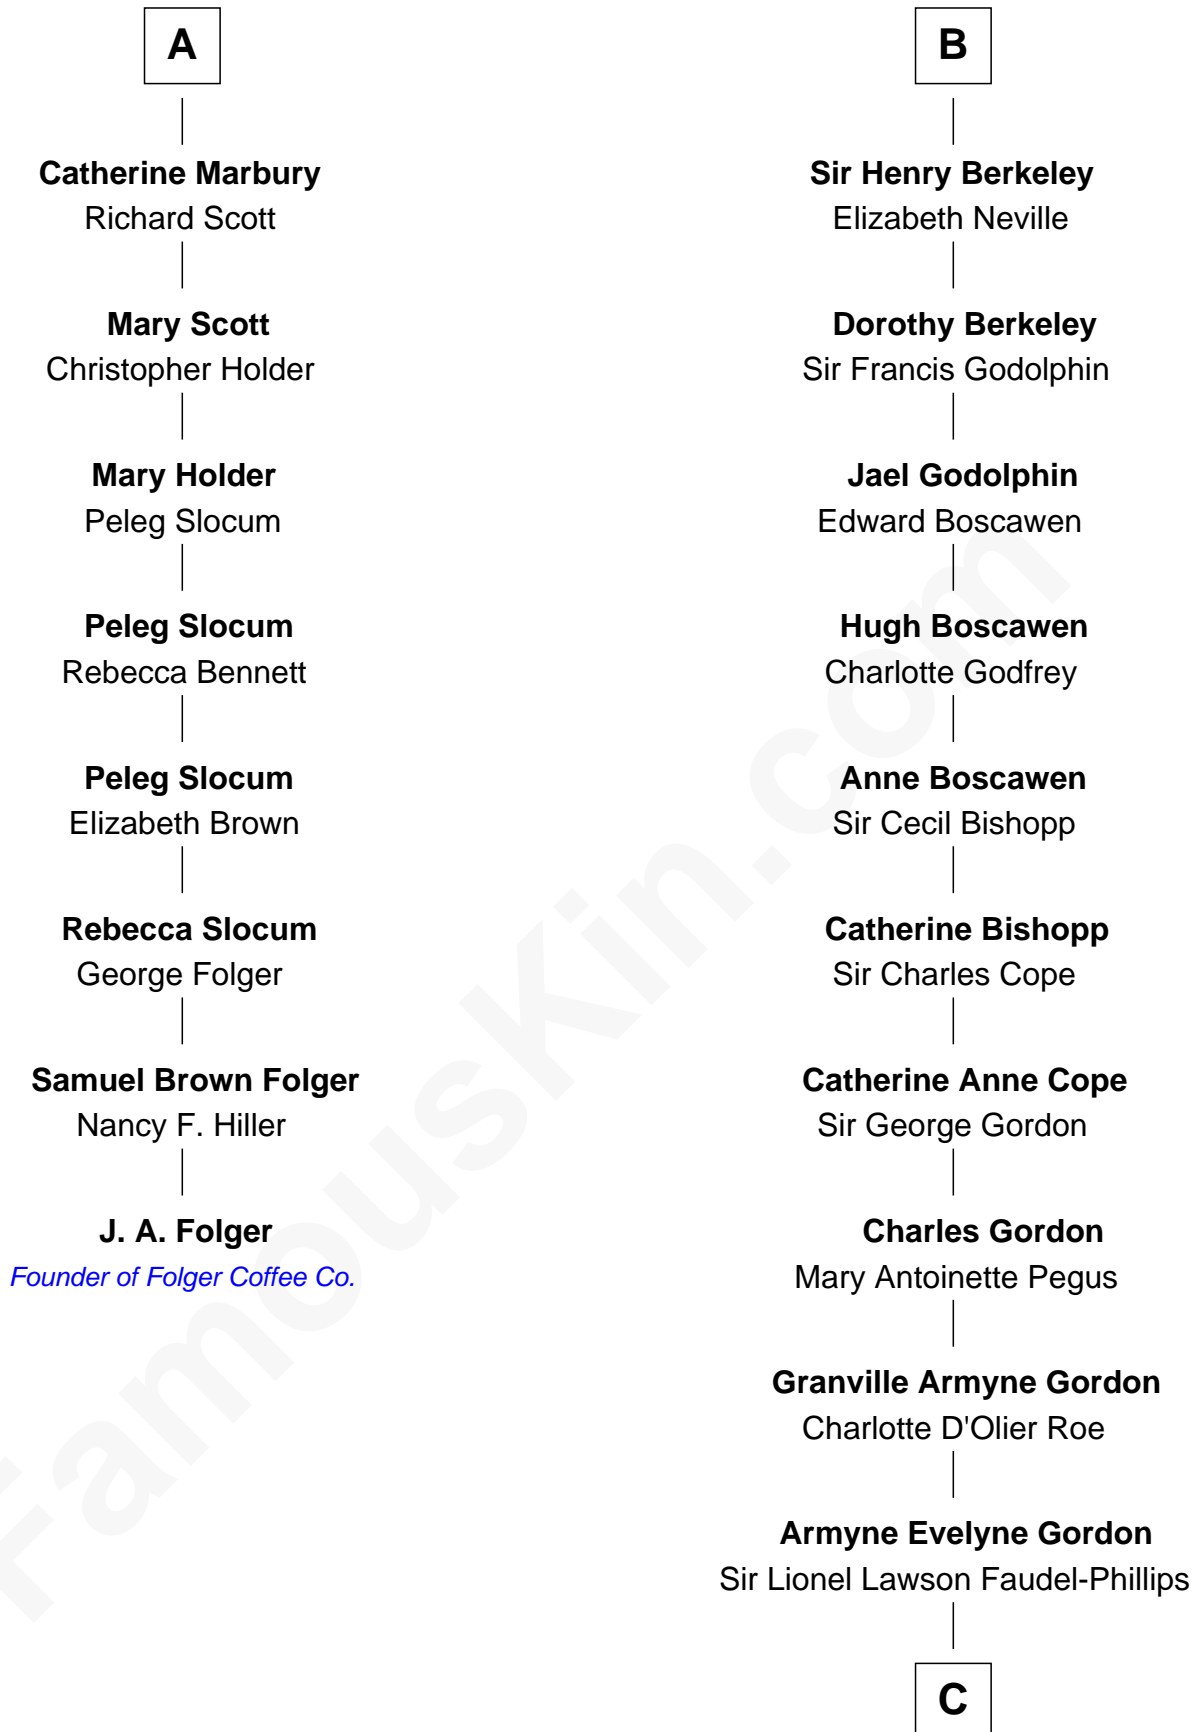 A
Catherine Marbury
Richard Scott
Mary Scott
Christopher Holder
Mary Holder
Peleg Slocum
Peleg Slocum
Rebecca Bennett
Peleg Slocum
Elizabeth Brown
Rebecca Slocum
George Folger
Samuel Brown Folger
Nancy F. Hiller
J. A. Folger
Founder of Folger Coffee Co.
B
Sir Henry Berkeley
Elizabeth Neville
Dorothy Berkeley
Sir Francis Godolphin
Jael Godolphin
Edward Boscawen
Hugh Boscawen
Charlotte Godfrey
Anne Boscawen
Sir Cecil Bishopp
Catherine Bishopp
Sir Charles Cope
Catherine Anne Cope
Sir George Gordon
Charles Gordon
Mary Antoinette Pegus
Granville Armyne Gordon
Charlotte D'Olier Roe
Armyne Evelyne Gordon
Sir Lionel Lawson Faudel-Phillips
C
FamousKin.com